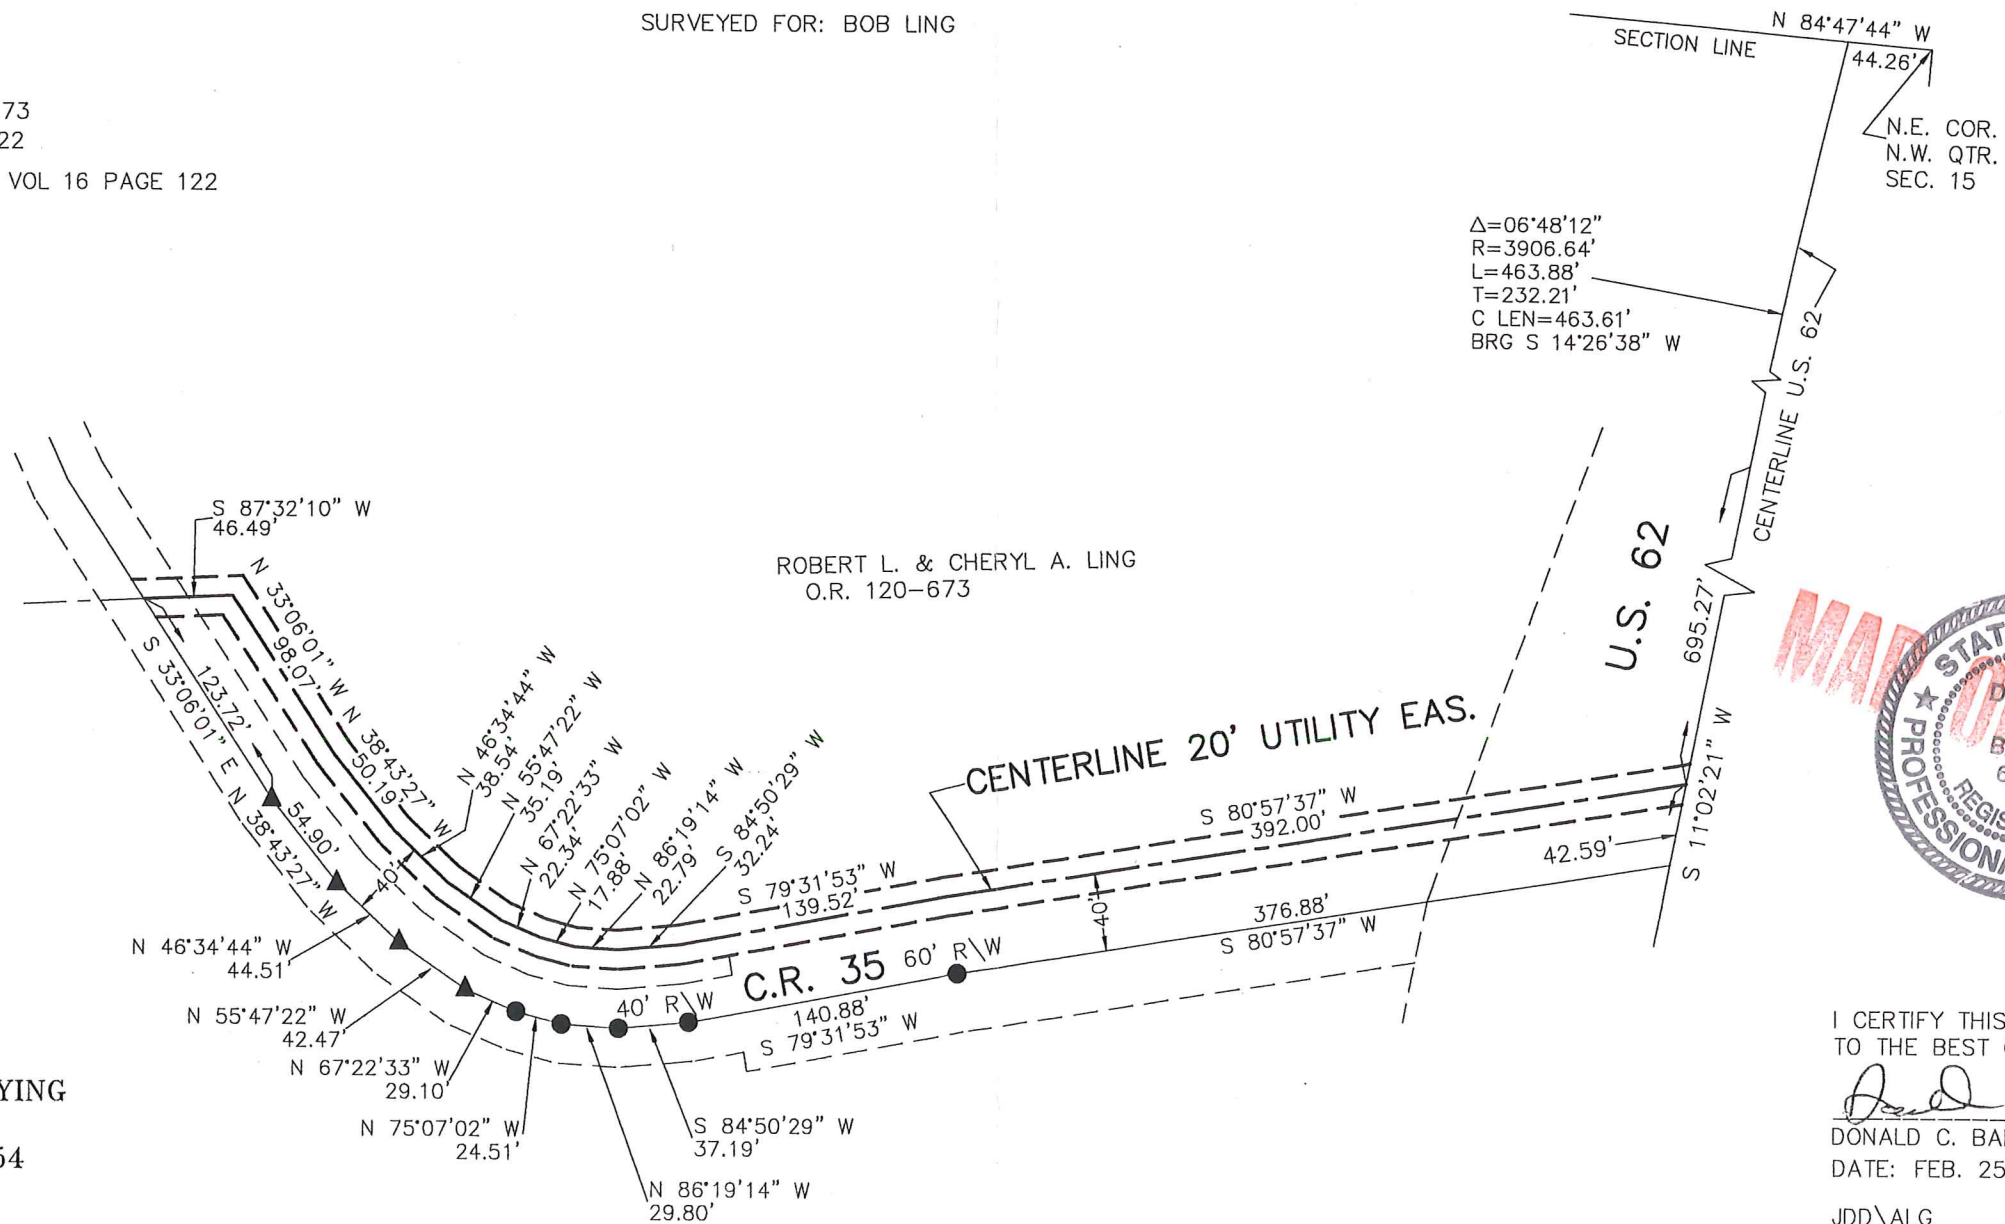 SURVEYED FOR: BOB LING
N 84°47'44" W
SECTION LINE
44.26'
N.E. COR.
N.W. QTR.
SEC. 15
73
22
VOL 16 PAGE 122
Δ=06°48'12"
R=3906.64'
L=463.88'
T=232.21'
C LEN=463.61'
BRG S 14°26'38" W
CENTERLINE U.S. 62
S 87°32'10" W
46.49'
ROBERT L. & CHERYL A. LING
O.R. 120-673
U.S. 62
695.27'
S 11°02'21" W
N 33°06'01" W
98.07'
N 38°43'27" W
50.19'
N 46°34'44" W
38.54'
N 55°47'22" W
35.19'
N 67°22'33" W
22.34'
N 75°07'02" W
17.88'
N 86°19'14" W
22.79'
S 84°50'29" W
32.24'
CENTERLINE 20' UTILITY EAS.
S 80°57'37" W
392.00'
S 79°31'53" W
139.52'
42.59'
123.72'
S 33°06'01" E
54.90'
N 38°43'27" W
40'
40'
376.88'
S 80°57'37" W
C.R. 35
60' R\W
40' R\W
140.88'
S 79°31'53" W
N 46°34'44" W
44.51'
N 55°47'22" W
42.47'
N 67°22'33" W
29.10'
N 75°07'02" W
24.51'
S 84°50'29" W
37.19'
N 86°19'14" W
29.80'
YING
54
STAT
D
B
6
REGIS
PROFESSIONA
I CERTIFY THIS
TO THE BEST
DONALD C. BA
DATE: FEB. 25
JDD\ALG